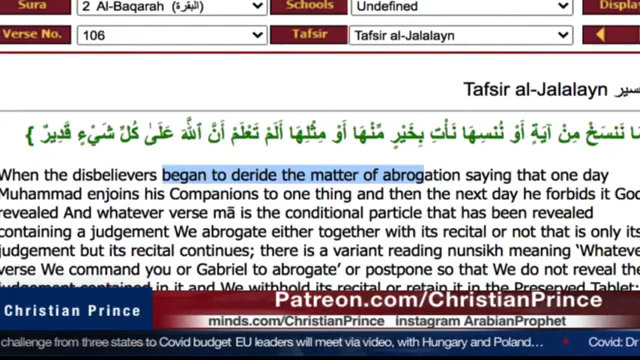 Sura 2 Al-Baqarah (البقرة) Schools Undefined Display
Verse No. 106 Tafsir Tafsir al-Jalalayn
Tafsir al-Jalalayn
مَا نَنسَخْ مِنْ آيَةٍ أَوْ نُنسِهَا نَأْتِ بِخَيْرٍ مِّنْهَا أَوْ مِثْلِهَا أَلَمْ تَعْلَمْ أَنَّ اللَّهَ عَلَىٰ كُلِّ شَيْءٍ قَدِيرٌ }
When the disbelievers began to deride the matter of abrogation saying that one day
Muhammad enjoins his Companions to one thing and then the next day he forbids it God
revealed And whatever verse mā is the conditional particle that has been revealed
containing a judgement We abrogate either together with its recital or not that is only its
judgement but its recital continues; there is a variant reading nunsikh meaning 'Whatever
verse We command you or Gabriel to abrogate' or postpone so that We do not reveal the
judgement contained in it and We withhold its recital or retain it in the Preserved Tablet;
Christian Prince
Patreon.com/ChristianPrince
minds.com/ChristianPrince instagram ArabianProphet
challenge from three states to Covid budget EU leaders will meet via video, with Hungary and Poland... Covid: Dr.